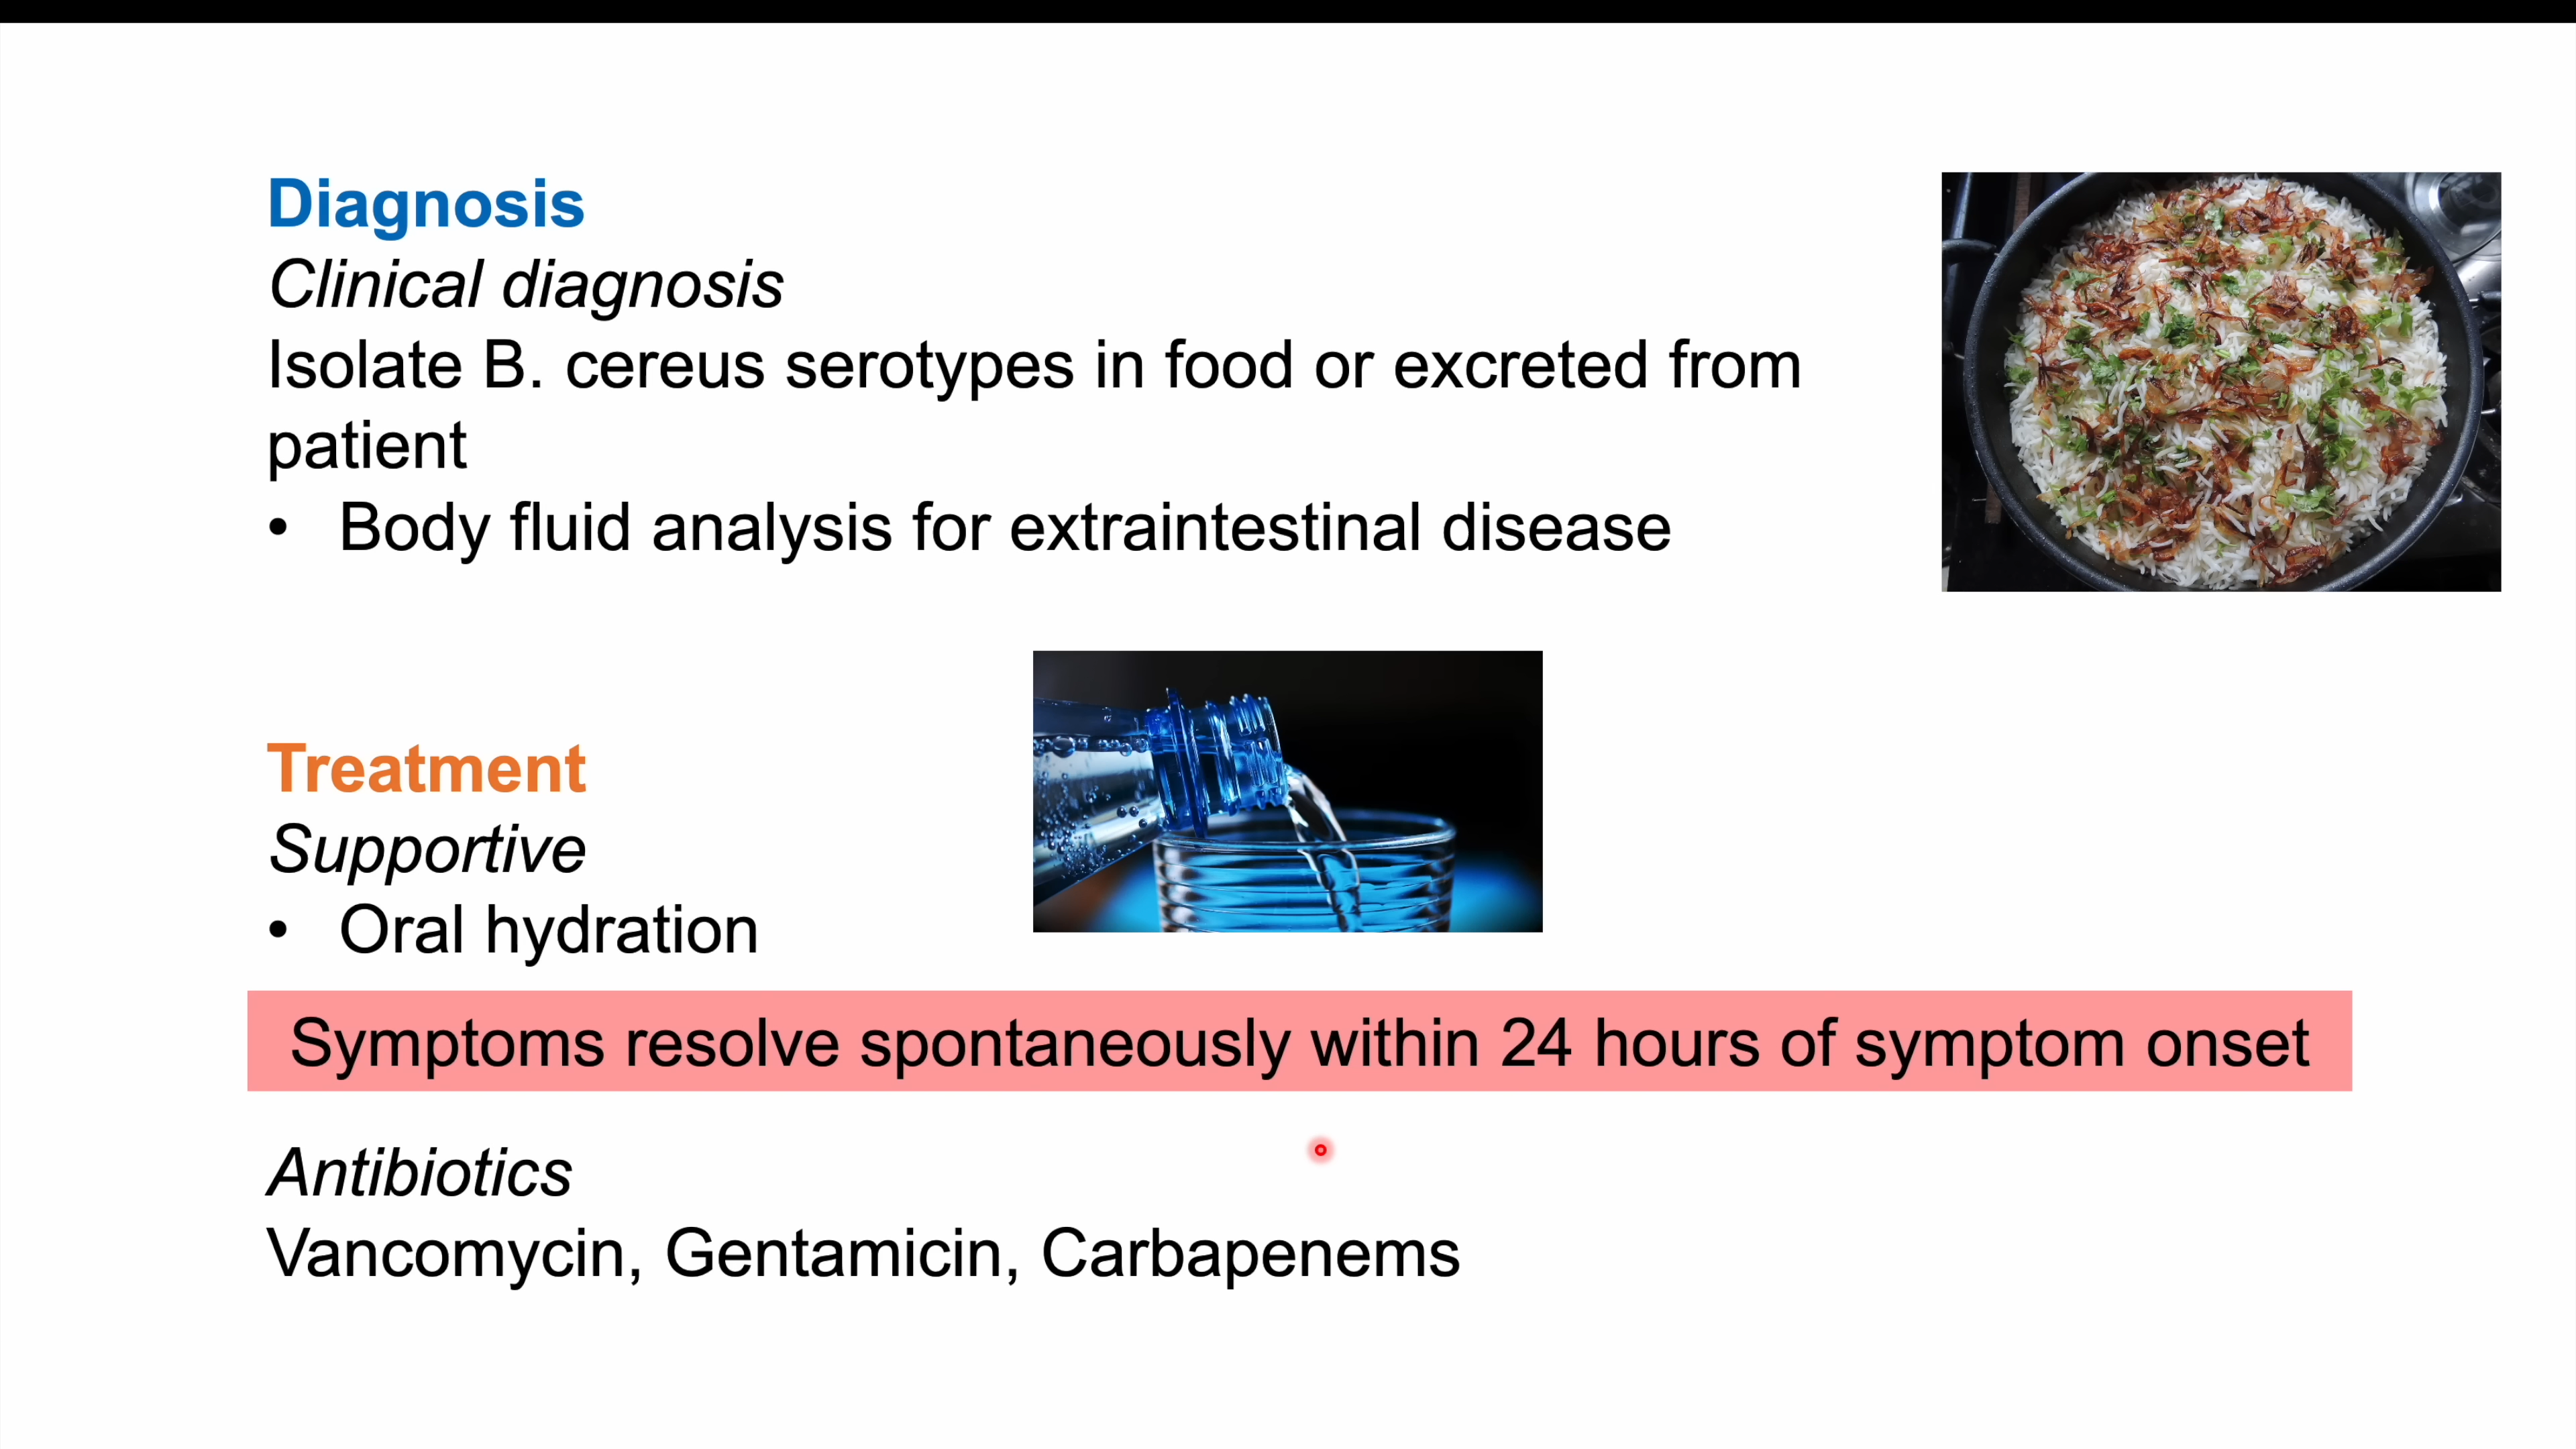 Diagnosis
Clinical diagnosis
Isolate B. cereus serotypes in food or excreted from
patient
• Body fluid analysis for extraintestinal disease
Treatment
Supportive
• Oral hydration
Symptoms resolve spontaneously within 24 hours of symptom onset
Antibiotics
Vancomycin, Gentamicin, Carbapenems